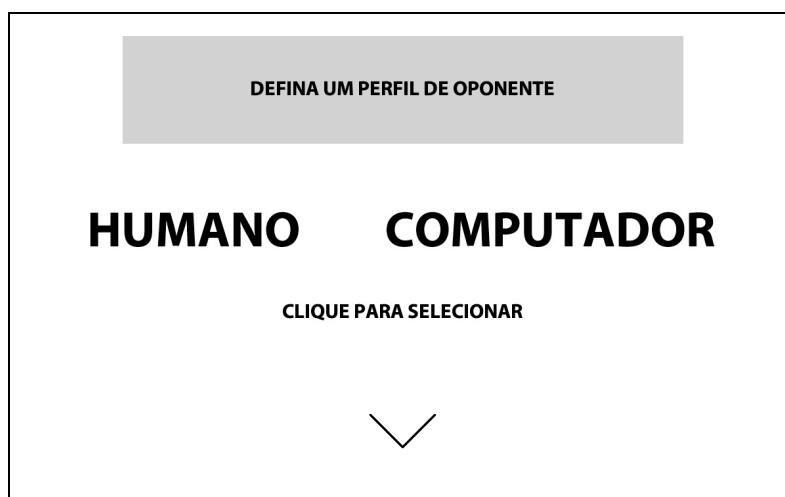 DEFINA UM PERFIL DE OPONENTE
HUMANO COMPUTADOR
CLIQUE PARA SELECIONAR